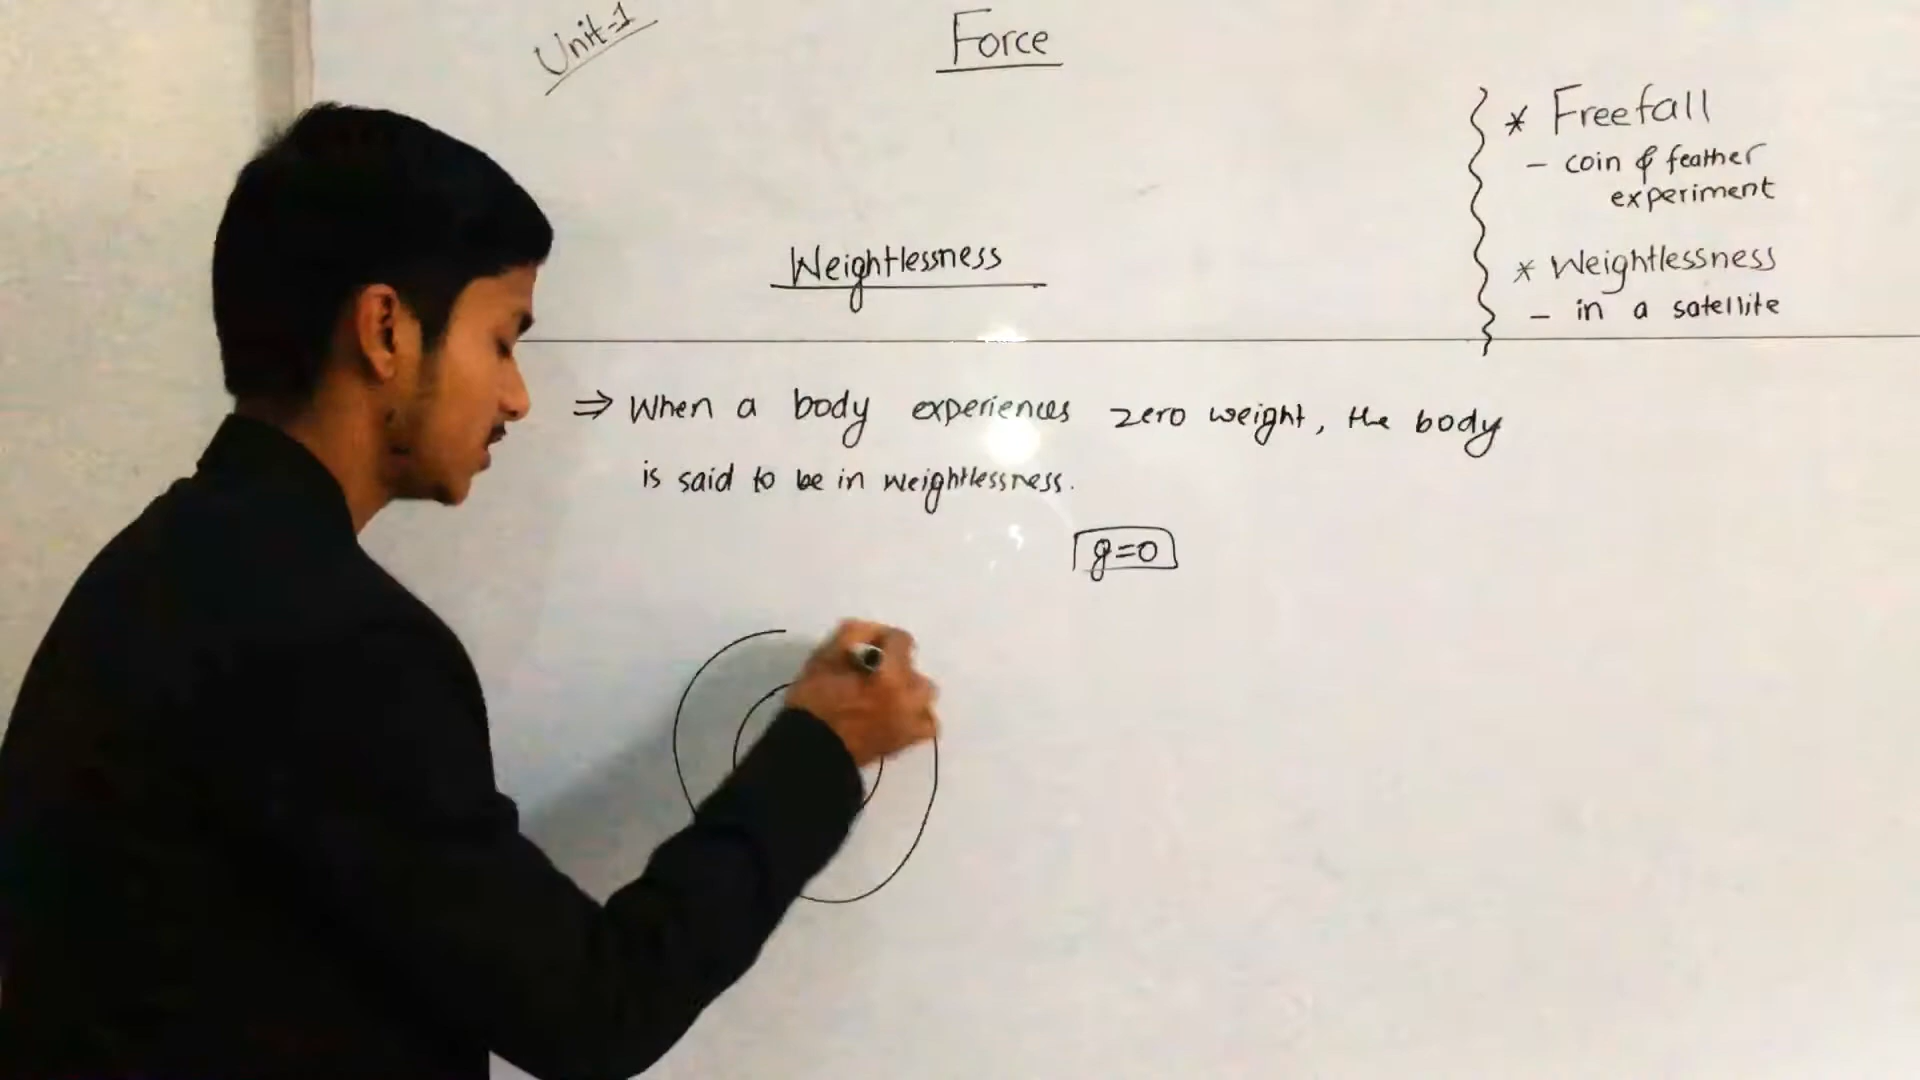 Unit-1
Force
* Freefall
- coin & feather
experiment
Weightlessness
* Weightlessness
- in a satellite
⇒ When a body experiences zero weight, the body
is said to be in weightlessness.
g=0